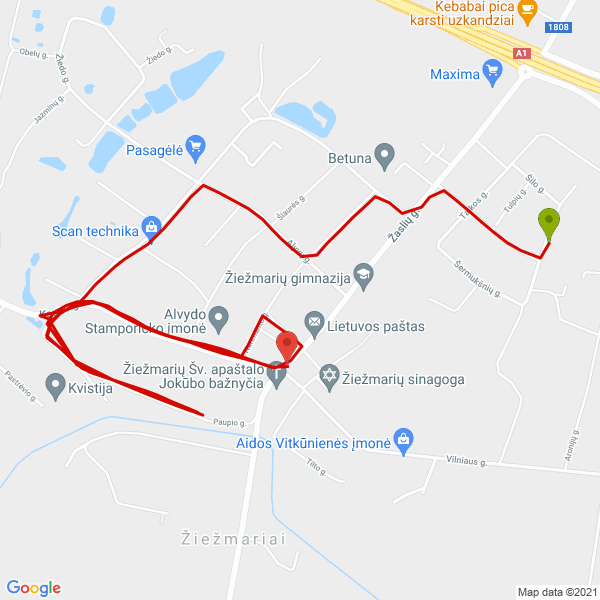 Kebabai pica
karsti uzkandziai
1808
A1
Obelų g.
Žiedo g.
Žiedo g.
Maxima
Jazminų g.
Pasagėlė
Betuna
Šilo g.
Taikos g.
Tulpių g.
Šiaurės g.
Scan technika
Žaslių g.
Žiežmarių gimnazija
Šermukšnių g.
Alvydo
Stamporicko įmonė
Lietuvos paštas
Žiežmarių Šv. apaštalo
Jokūbo bažnyčia
Žiežmarių sinagoga
Pastrėvio g.
Kvistija
Paupio g.
Aidos Vitkūnienės įmonė
Aronijų g.
Vilniaus g.
Tilto g.
Žiežmariai
Google
Map data ©2021